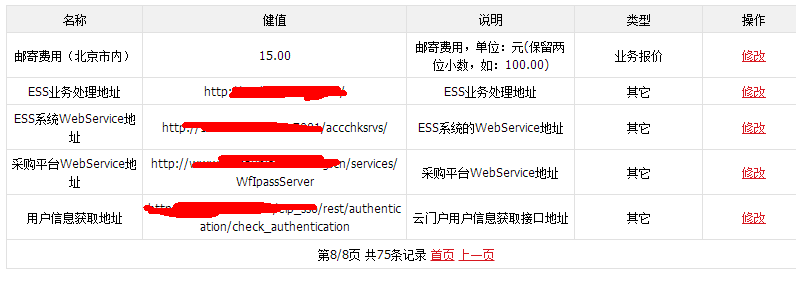 名称 健值 说明 类型 操作
邮寄费用（北京市内） 15.00 邮寄费用，单位：元(保留两
位小数，如：100.00) 业务报价 修改
ESS业务处理地址 http:/ / ESS业务处理地址 其它 修改
ESS系统WebService地
址 http:/ /accchksrvs/ ESS系统的WebService地址 其它 修改
采购平台WebService地
址 http://www. cn/services/
WfIpassServer 采购平台WebService地址 其它 修改
用户信息获取地址 /rest/authentic
ation/check_authentication 云门户用户信息获取接口地址 其它 修改
第8/8页 共75条记录 首页 上一页